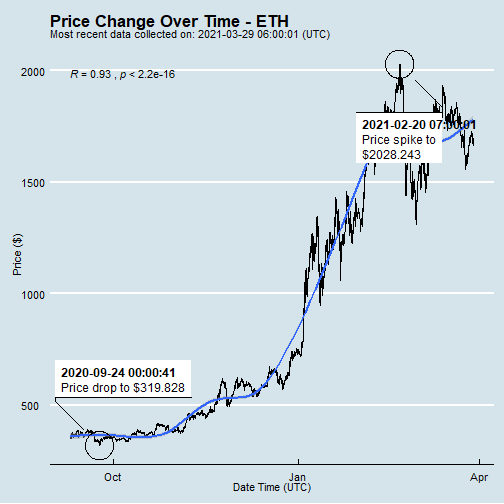 Price Change Over Time - ETH
Most recent data collected on: 2021-03-29 06:00:01 (UTC)
2000
R = 0.93 , p < 2.2e-16
2021-02-20 07:00:01
Price spike to
$2028.243
1500
Price ($)
1000
2020-09-24 00:00:41
Price drop to $319.828
500
Oct
Jan
Apr
Date Time (UTC)